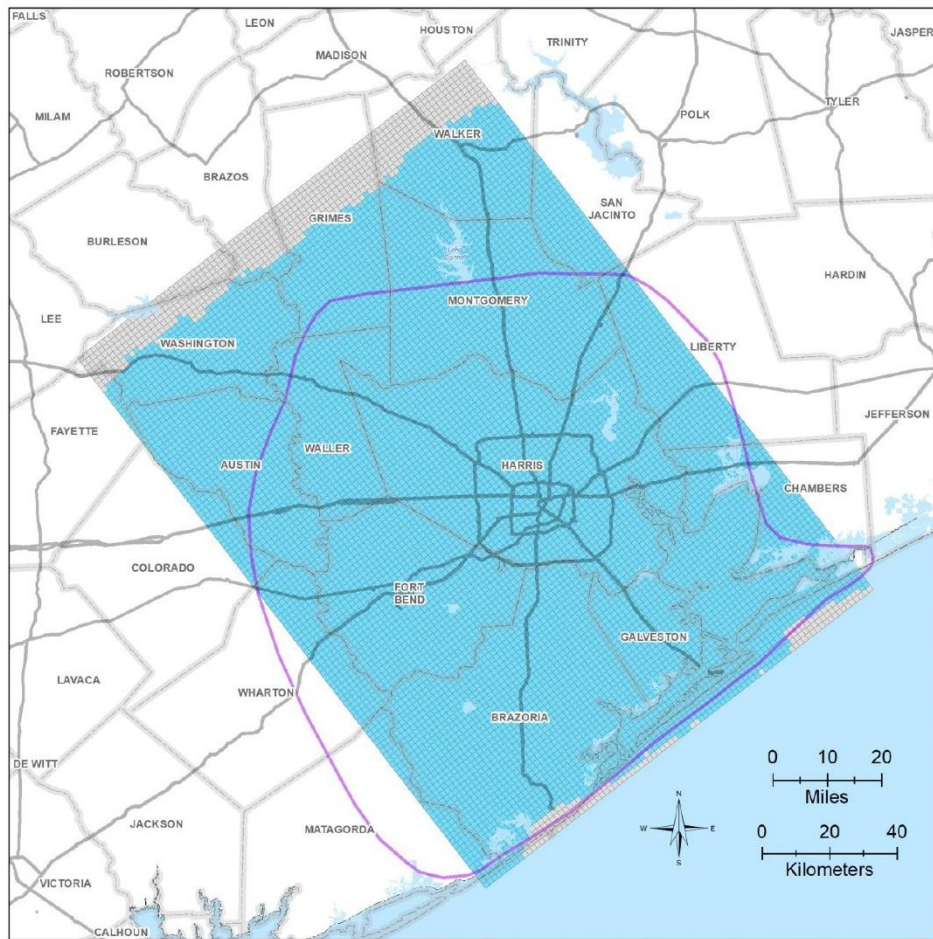 FALLS
LEON
HOUSTON
TRINITY
JASPER
MADISON
ROBERTSON
TYLER
MILAM
POLK
WALKER
BRAZOS
SAN
JACINTO
GRIMES
BURLESON
HARDIN
MONTGOMERY
LEE
WASHINGTON
LIBERTY
JEFFERSON
FAYETTE
WALLER
AUSTIN
HARRIS
CHAMBERS
COLORADO
FORT
BEND
GALVESTON
LAVACA
WHARTON
BRAZORIA
DE WITT
0 10 20
Miles
N
W E
S
MATAGORDA
JACKSON
0 20 40
Kilometers
VICTORIA
CALHOUN